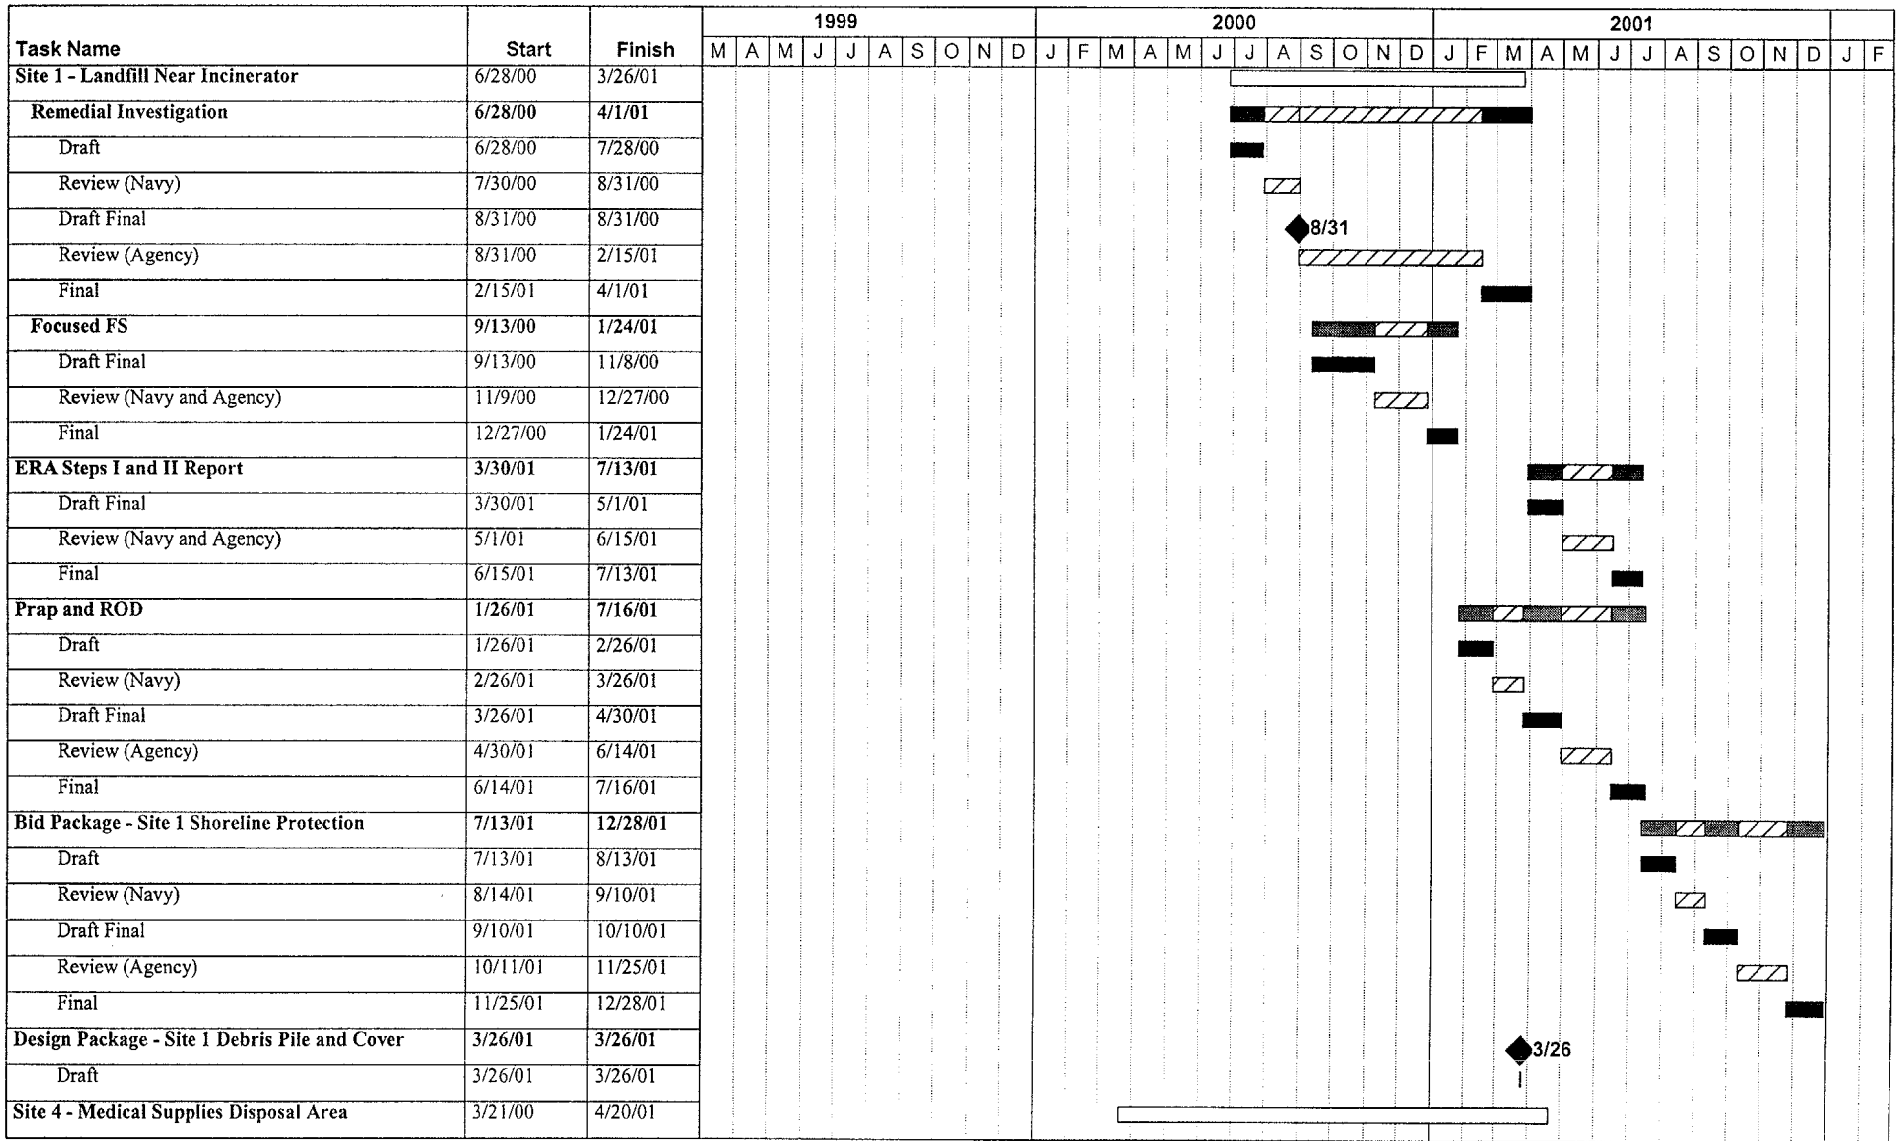 1999 2000 2001
Task Name Start Finish M A M J J A S O N D J F M A M J J A S O N D J F M A M J J A S O N D J F
Site 1 - Landfill Near Incinerator 6/28/00 3/26/01
Remedial Investigation 6/28/00 4/1/01
Draft 6/28/00 7/28/00
Review (Navy) 7/30/00 8/31/00
Draft Final 8/31/00 8/31/00 8/31
Review (Agency) 8/31/00 2/15/01
Final 2/15/01 4/1/01
Focused FS 9/13/00 1/24/01
Draft Final 9/13/00 11/8/00
Review (Navy and Agency) 11/9/00 12/27/00
Final 12/27/00 1/24/01
ERA Steps I and II Report 3/30/01 7/13/01
Draft Final 3/30/01 5/1/01
Review (Navy and Agency) 5/1/01 6/15/01
Final 6/15/01 7/13/01
Prap and ROD 1/26/01 7/16/01
Draft 1/26/01 2/26/01
Review (Navy) 2/26/01 3/26/01
Draft Final 3/26/01 4/30/01
Review (Agency) 4/30/01 6/14/01
Final 6/14/01 7/16/01
Bid Package - Site 1 Shoreline Protection 7/13/01 12/28/01
Draft 7/13/01 8/13/01
Review (Navy) 8/14/01 9/10/01
Draft Final 9/10/01 10/10/01
Review (Agency) 10/11/01 11/25/01
Final 11/25/01 12/28/01
Design Package - Site 1 Debris Pile and Cover 3/26/01 3/26/01 3/26
Draft 3/26/01 3/26/01
Site 4 - Medical Supplies Disposal Area 3/21/00 4/20/01